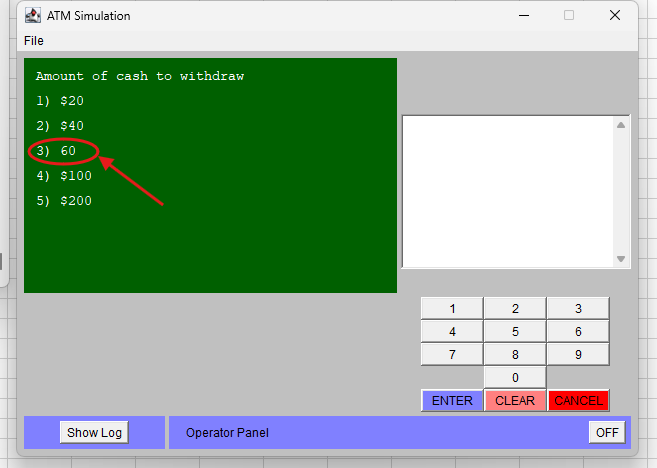 ATM Simulation
File
Amount of cash to withdraw
1) $20
2) $40
3) 60
4) $100
5) $200
1 2 3
4 5 6
7 8 9
0
ENTER CLEAR CANCEL
Show Log Operator Panel OFF